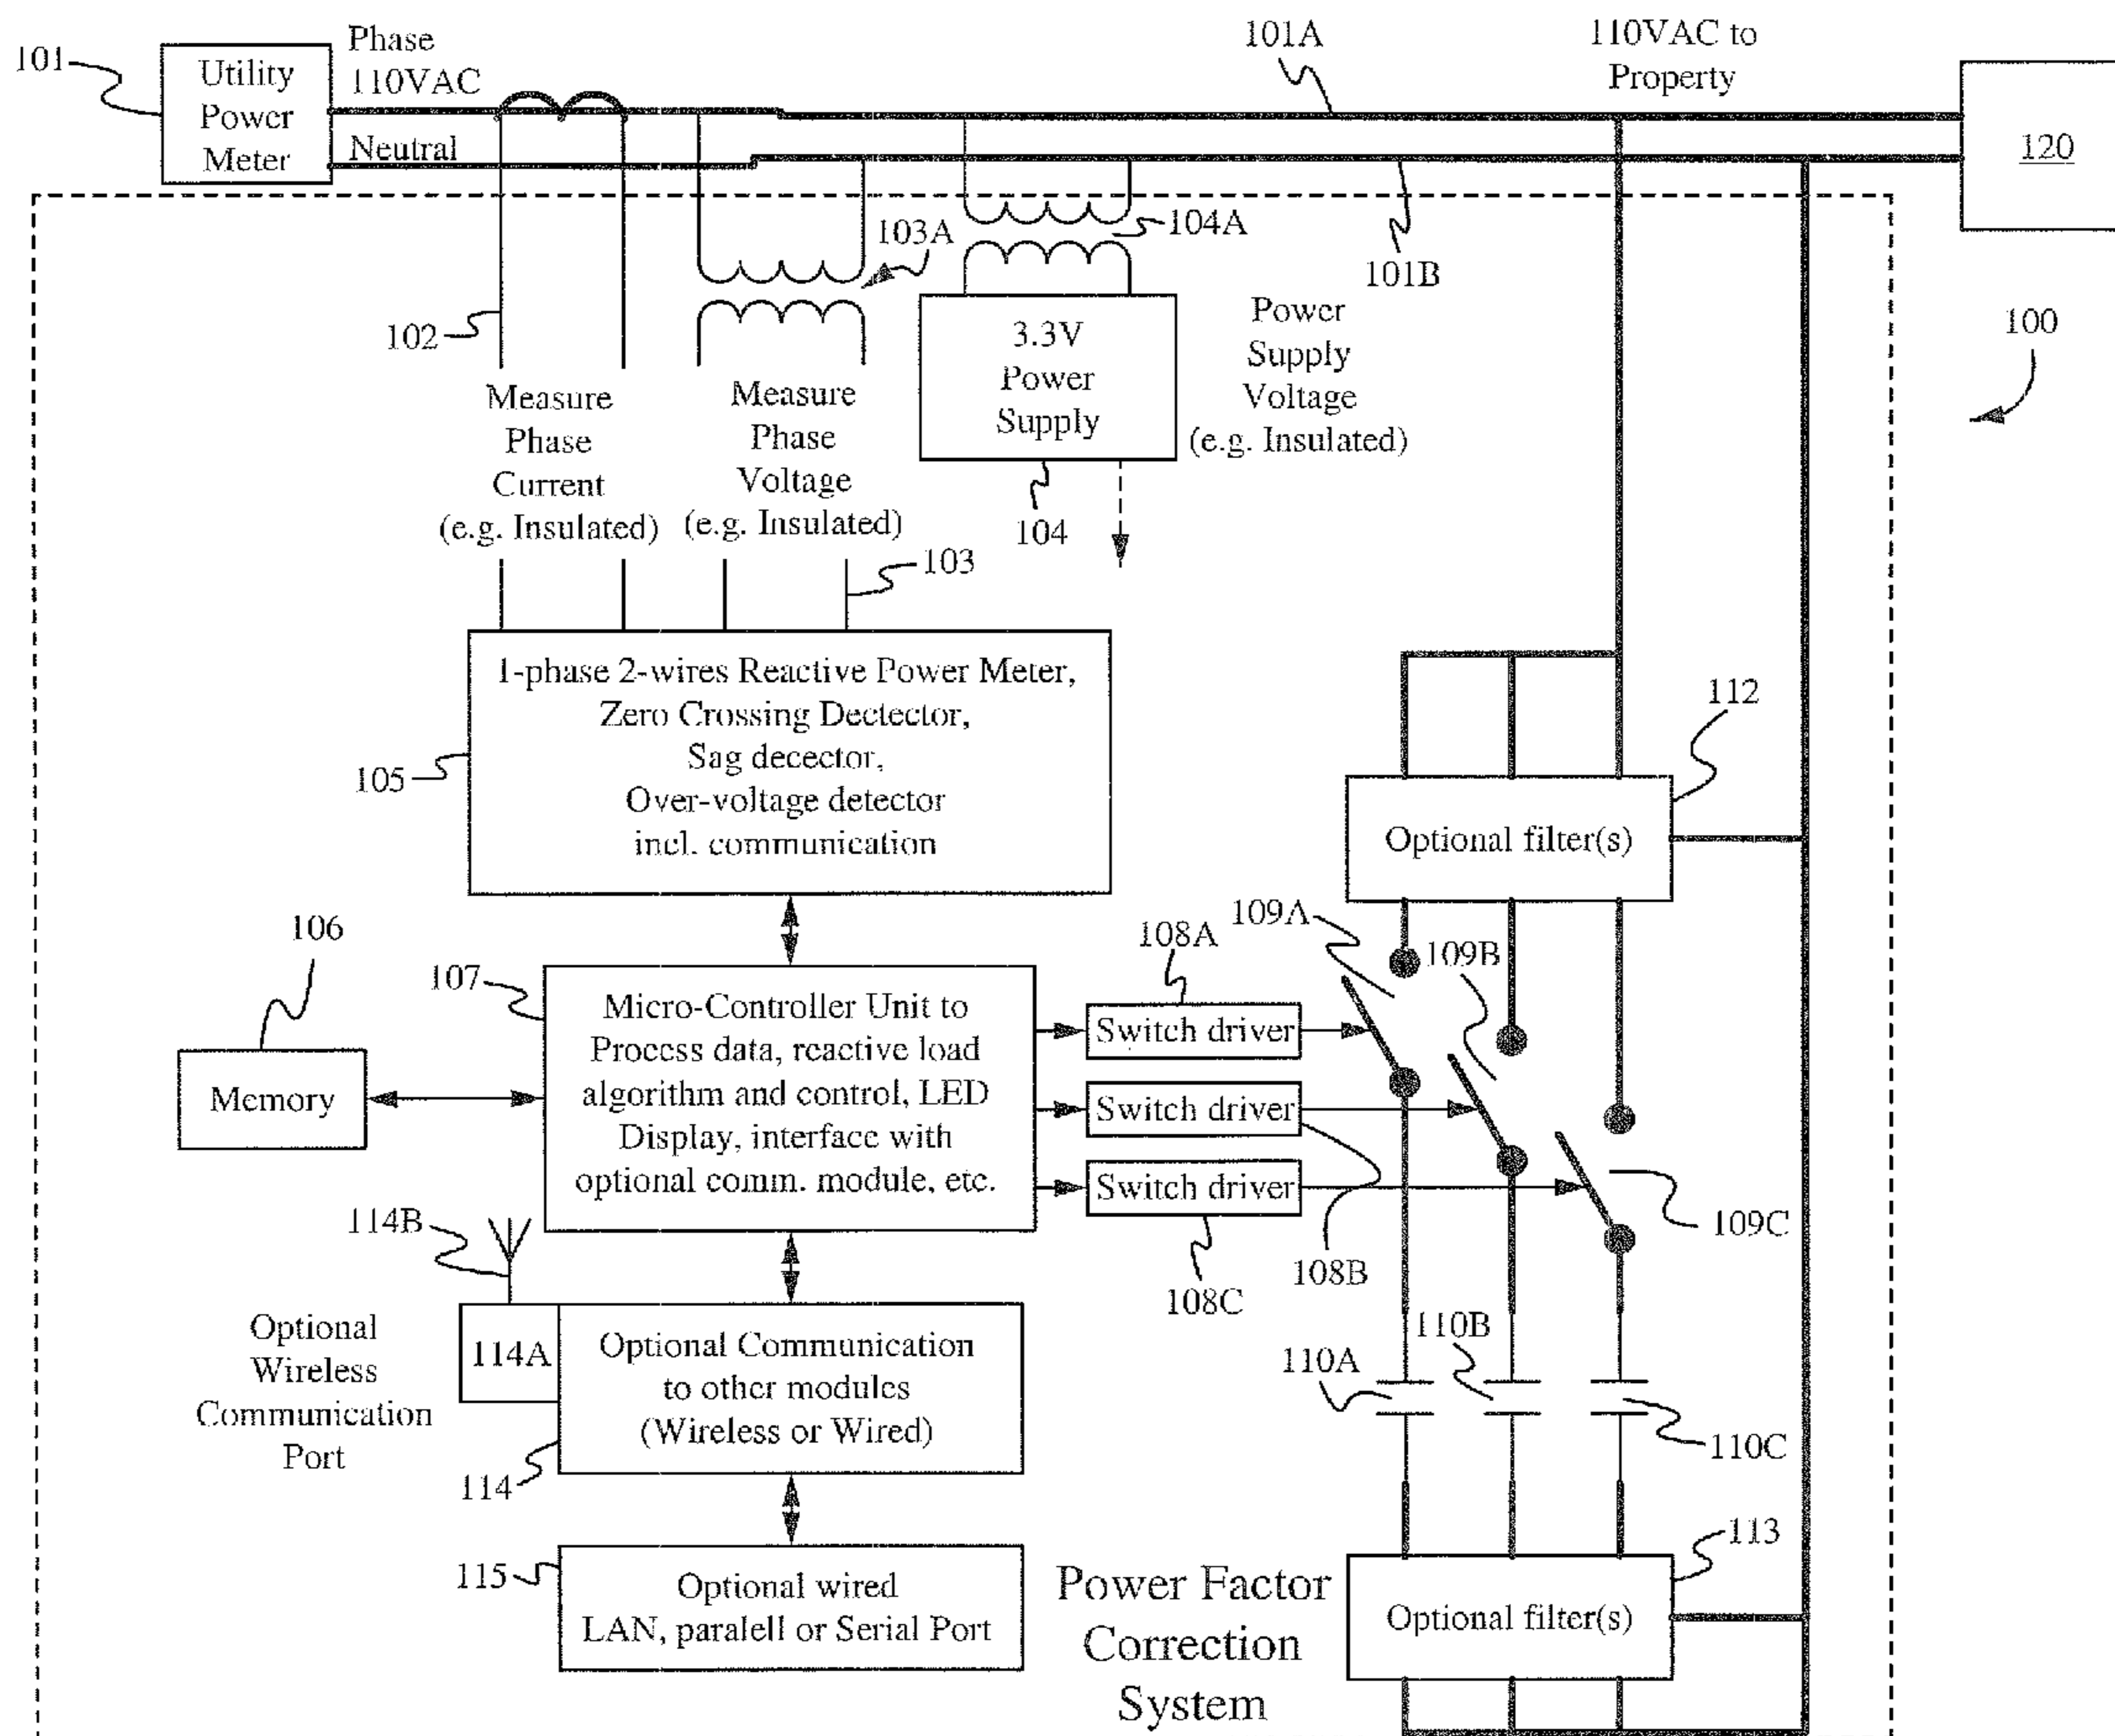 101
Utility
Power
Meter
Phase
110VAC
Neutral
101A
110VAC to
Property
120
103A
104A
101B
100
102
3.3V
Power
Supply
Power
Supply
Voltage
(e.g. Insulated)
Measure
Phase
Current
(e.g. Insulated)
Measure
Phase
Voltage
(e.g. Insulated)
104
103
1-phase 2-wires Reactive Power Meter,
Zero Crossing Dectector,
Sag decector,
Over-voltage detector
incl. communication
105
112
Optional filter(s)
106
Memory
107
Micro-Controller Unit to
Process data, reactive load
algorithm and control, LED
Display, interface with
optional comm. module, etc.
108A
Switch driver
Switch driver
Switch driver
108B
108C
109A
109B
109C
114B
Optional
Wireless
Communication
Port
114A
Optional Communication
to other modules
(Wireless or Wired)
114
110A
110B
110C
115
Optional wired
LAN, paralell or Serial Port
113
Optional filter(s)
Power Factor
Correction
System